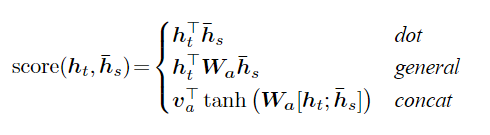 score(h_t, h̄_s) = { h_t^⊤ h̄_s dot
h_t^⊤ W_a h̄_s general
v_a^⊤ tanh (W_a[h_t; h̄_s]) concat